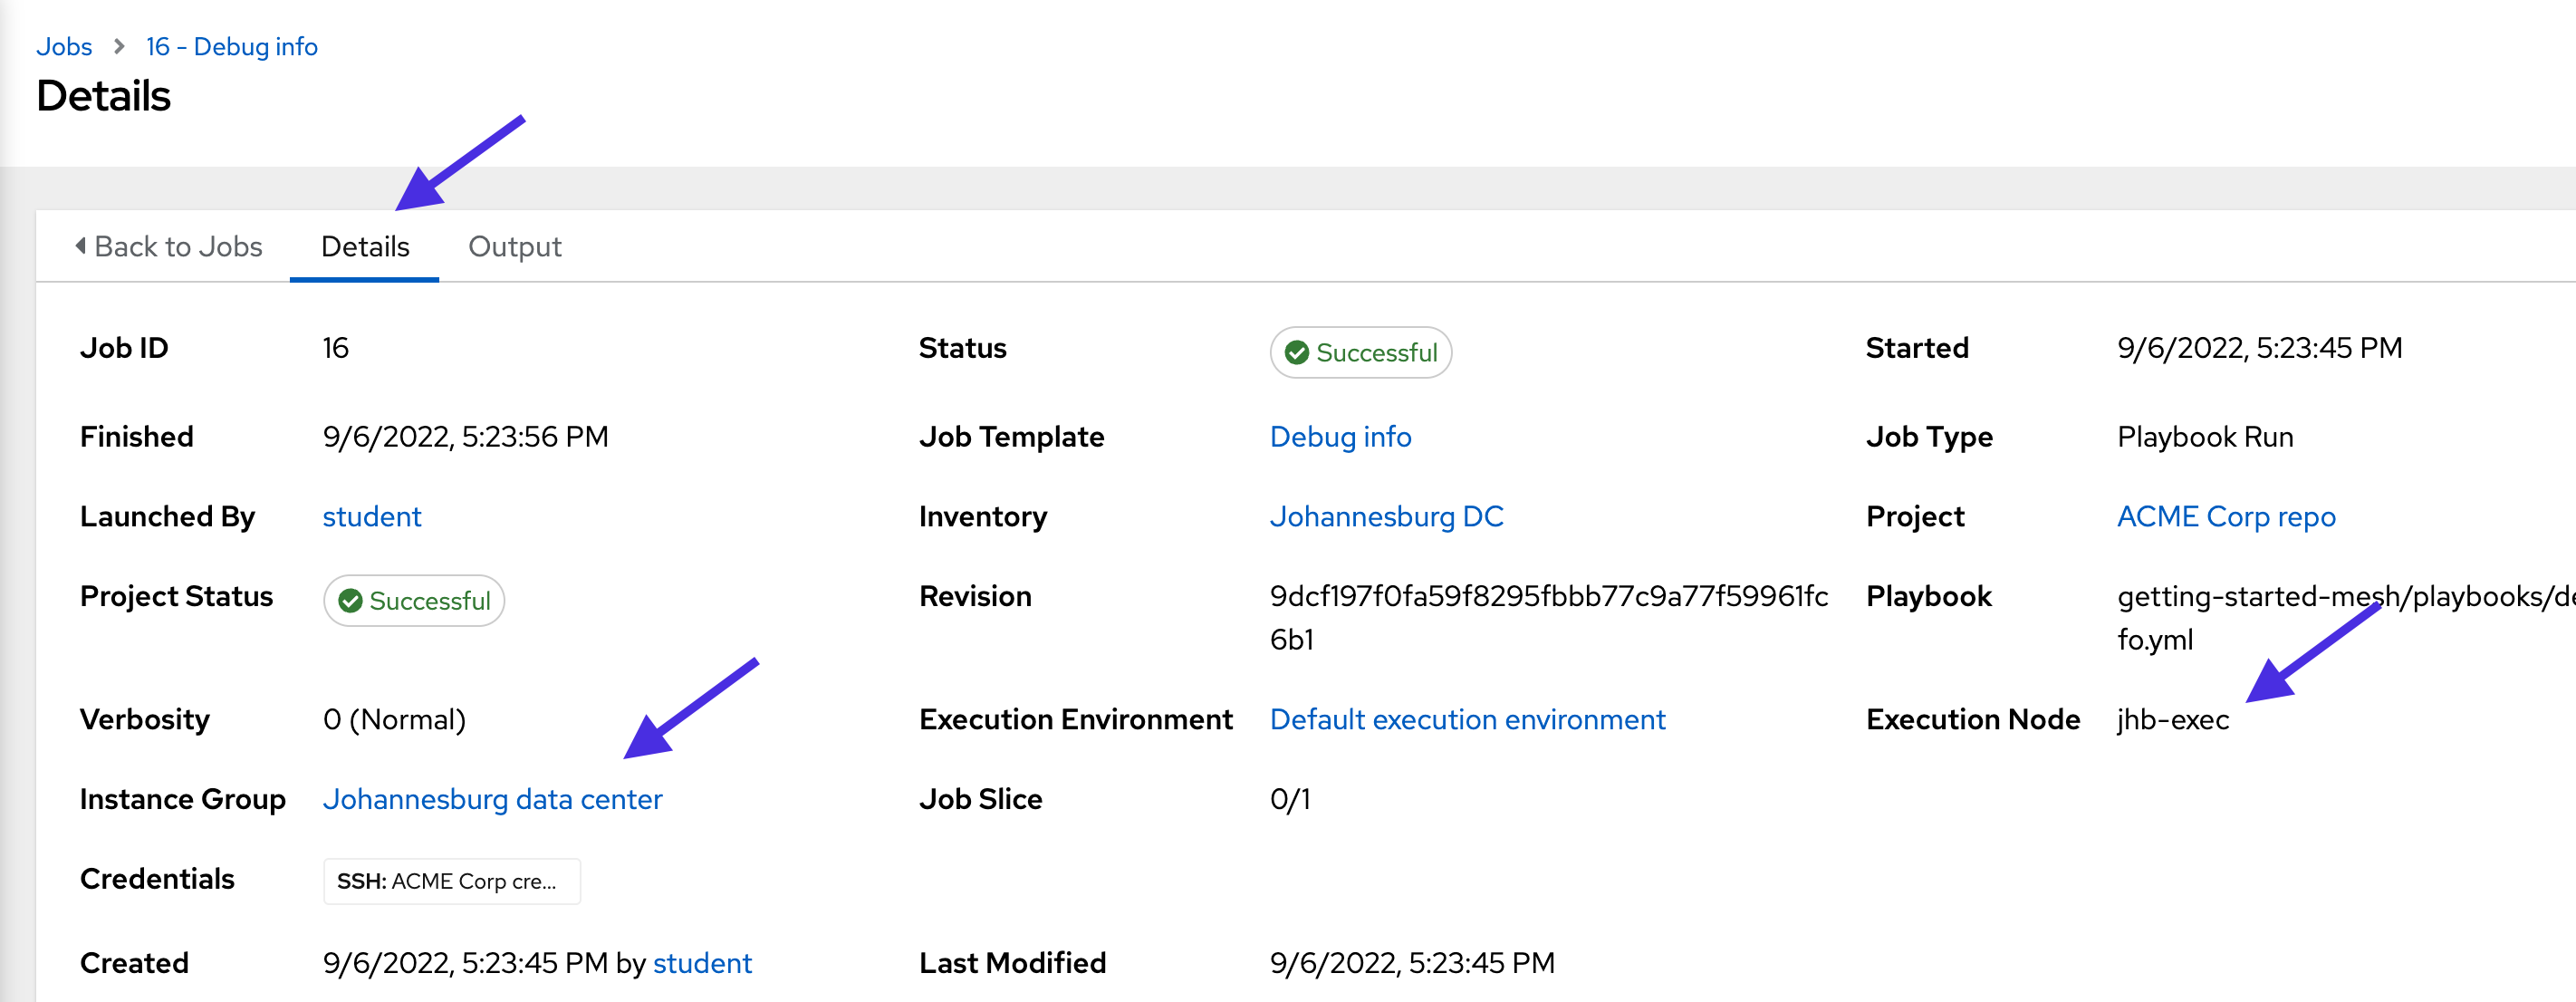 Jobs > 16 - Debug info
Details
Back to Jobs Details Output
Job ID 16 Status Successful Started 9/6/2022, 5:23:45 PM
Finished 9/6/2022, 5:23:56 PM Job Template Debug info Job Type Playbook Run
Launched By student Inventory Johannesburg DC Project ACME Corp repo
Project Status Successful Revision 9dcf197f0fa59f8295fbbb77c9a77f59961fc Playbook getting-started-mesh/playbooks/de
6b1 fo.yml
Verbosity 0 (Normal) Execution Environment Default execution environment Execution Node jhb-exec
Instance Group Johannesburg data center Job Slice 0/1
Credentials SSH: ACME Corp cre...
Created 9/6/2022, 5:23:45 PM by student Last Modified 9/6/2022, 5:23:45 PM